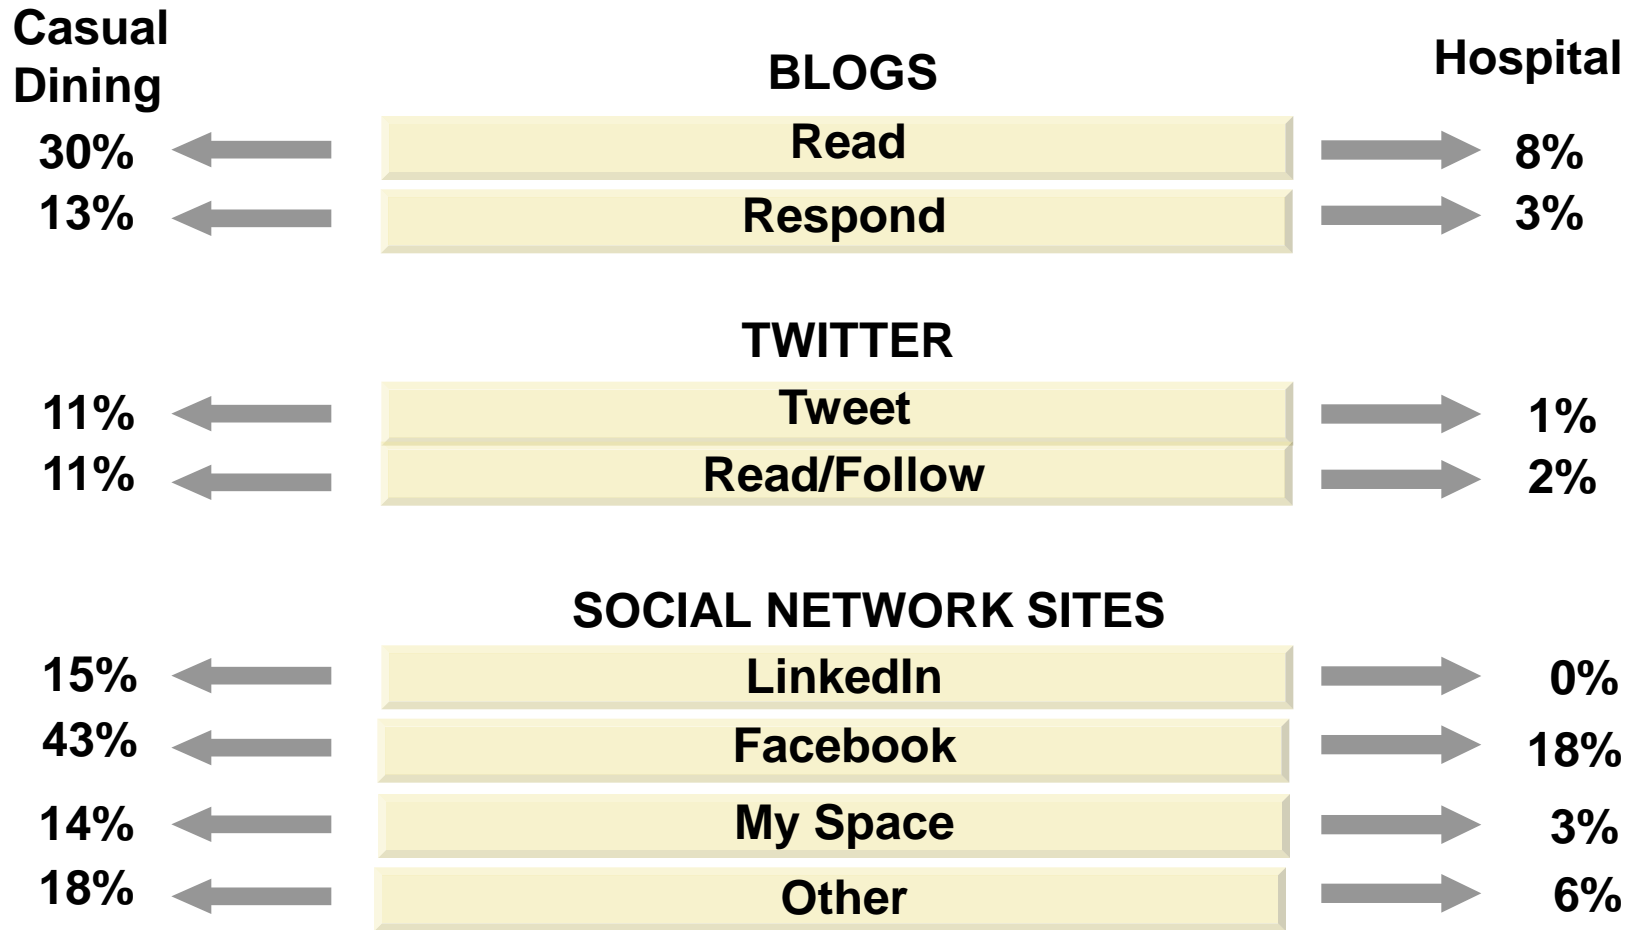 Casual
Dining
BLOGS
Hospital
30% Read 8%
13% Respond 3%
TWITTER
11% Tweet 1%
11% Read/Follow 2%
SOCIAL NETWORK SITES
15% LinkedIn 0%
43% Facebook 18%
14% My Space 3%
18% Other 6%